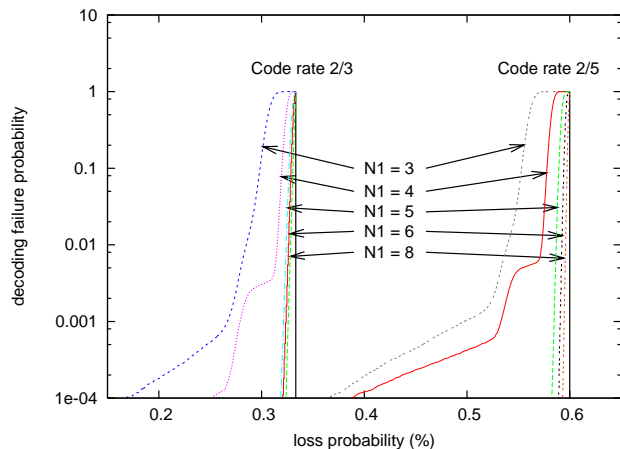 10
Code rate 2/3 Code rate 2/5
1
0.1
N1 = 3
N1 = 4
N1 = 5
0.01
N1 = 6
N1 = 8
0.001
1e-04
0.2 0.3 0.4 0.5 0.6
decoding failure probability
loss probability (%)